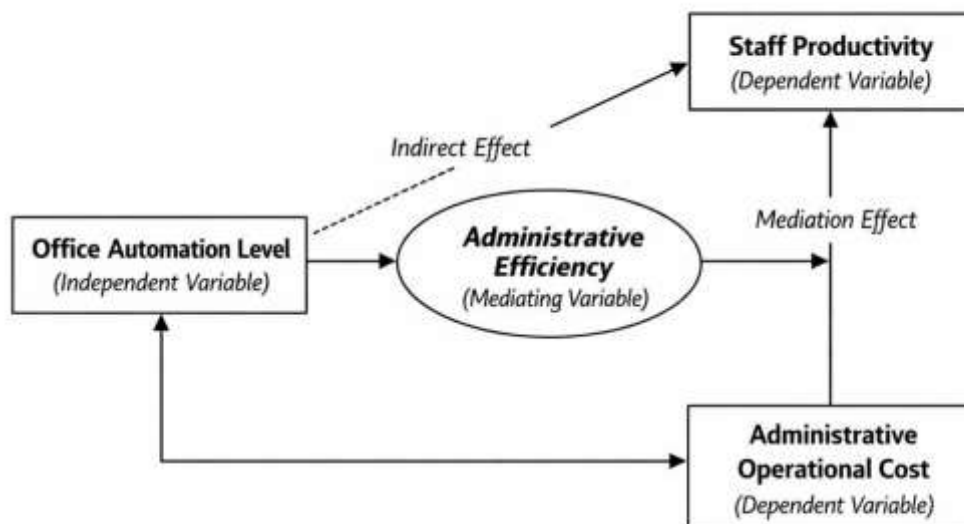 Staff Productivity
(Dependent Variable)
Indirect Effect
Mediation Effect
Office Automation Level
(Independent Variable)
Administrative
Efficiency
(Mediating Variable)
Administrative
Operational Cost
(Dependent Variable)